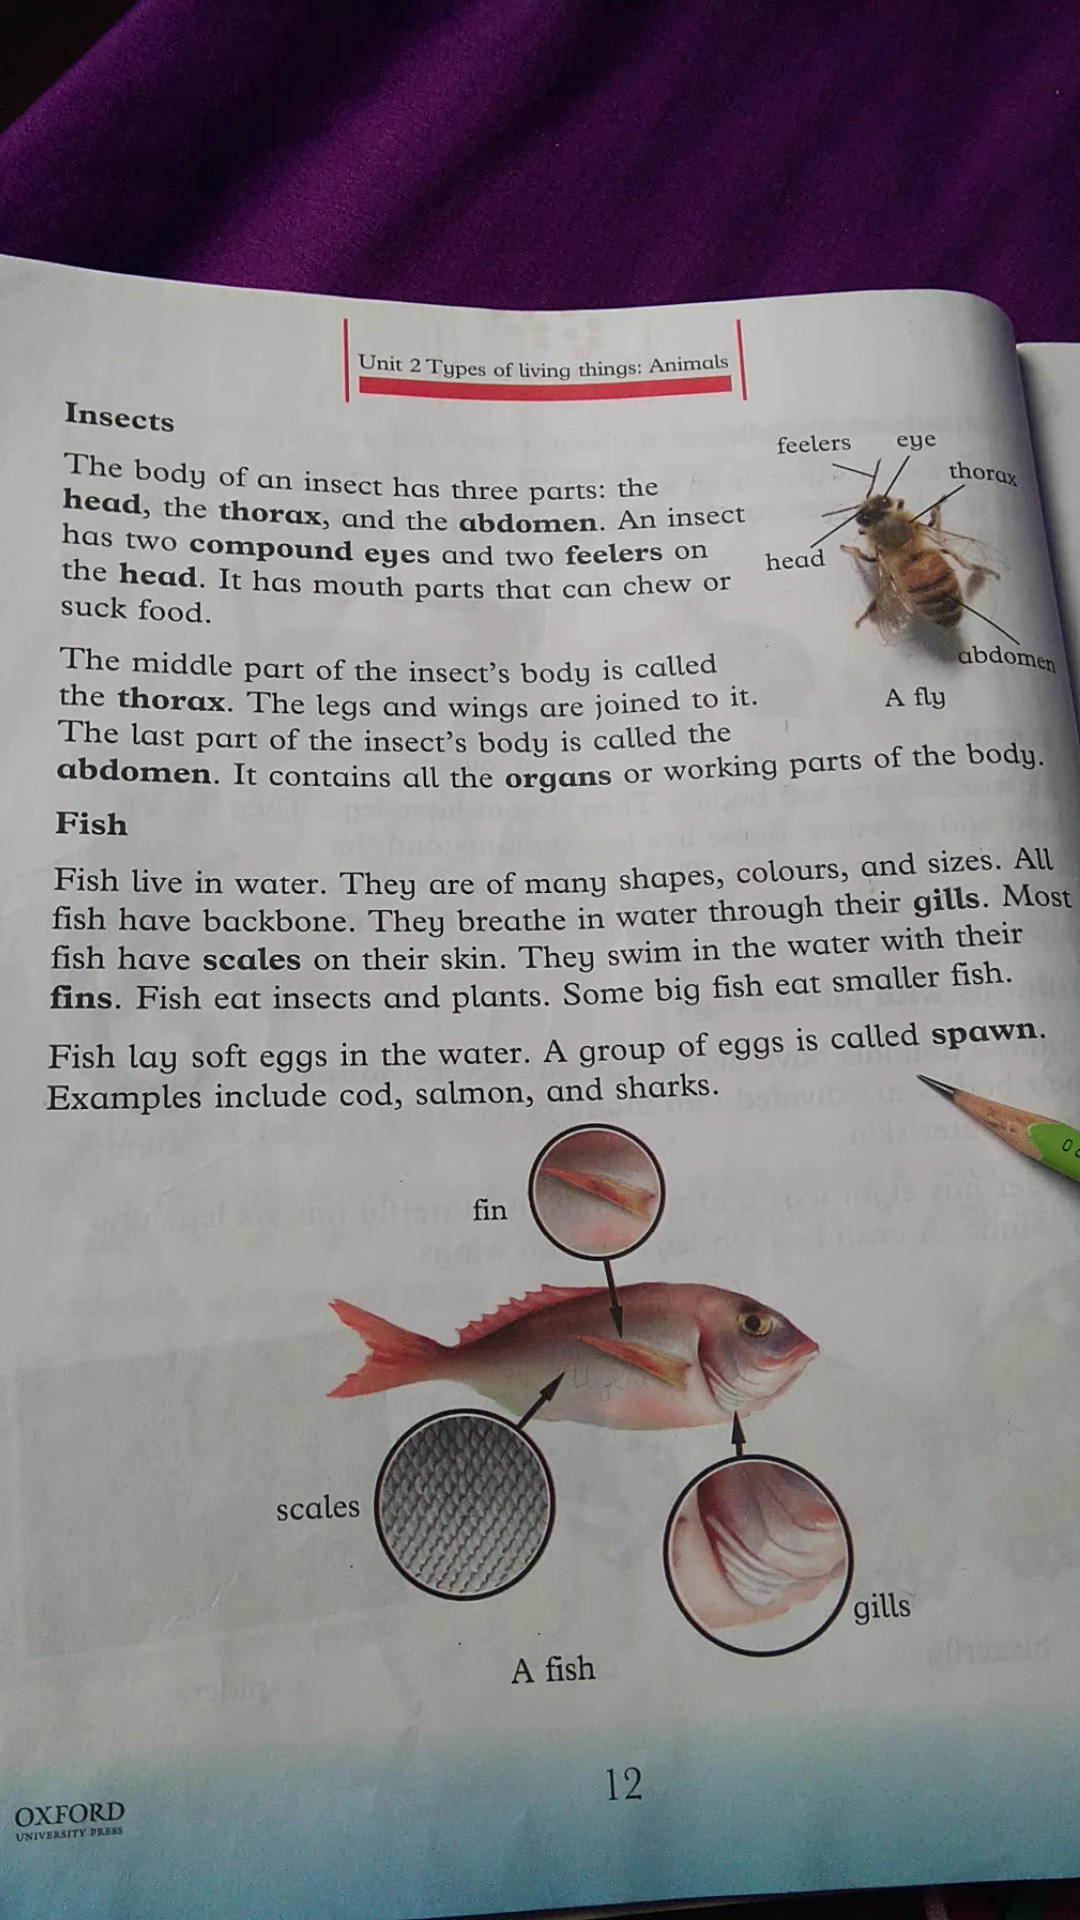 Unit 2 Types of living things: Animals
Insects
The body of an insect has three parts: the
head, the thorax, and the abdomen. An insect
has two compound eyes and two feelers on
the head. It has mouth parts that can chew or
suck food.
feelers
eye
thorax
head
abdomen
A fly
The middle part of the insect's body is called
the thorax. The legs and wings are joined to it.
The last part of the insect's body is called the
abdomen. It contains all the organs or working parts of the body.
Fish
Fish live in water. They are of many shapes, colours, and sizes. All
fish have backbone. They breathe in water through their gills. Most
fish have scales on their skin. They swim in the water with their
fins. Fish eat insects and plants. Some big fish eat smaller fish.
Fish lay soft eggs in the water. A group of eggs is called spawn.
Examples include cod, salmon, and sharks.
fin
scales
gills
A fish
12
OXFORD
UNIVERSITY PRESS